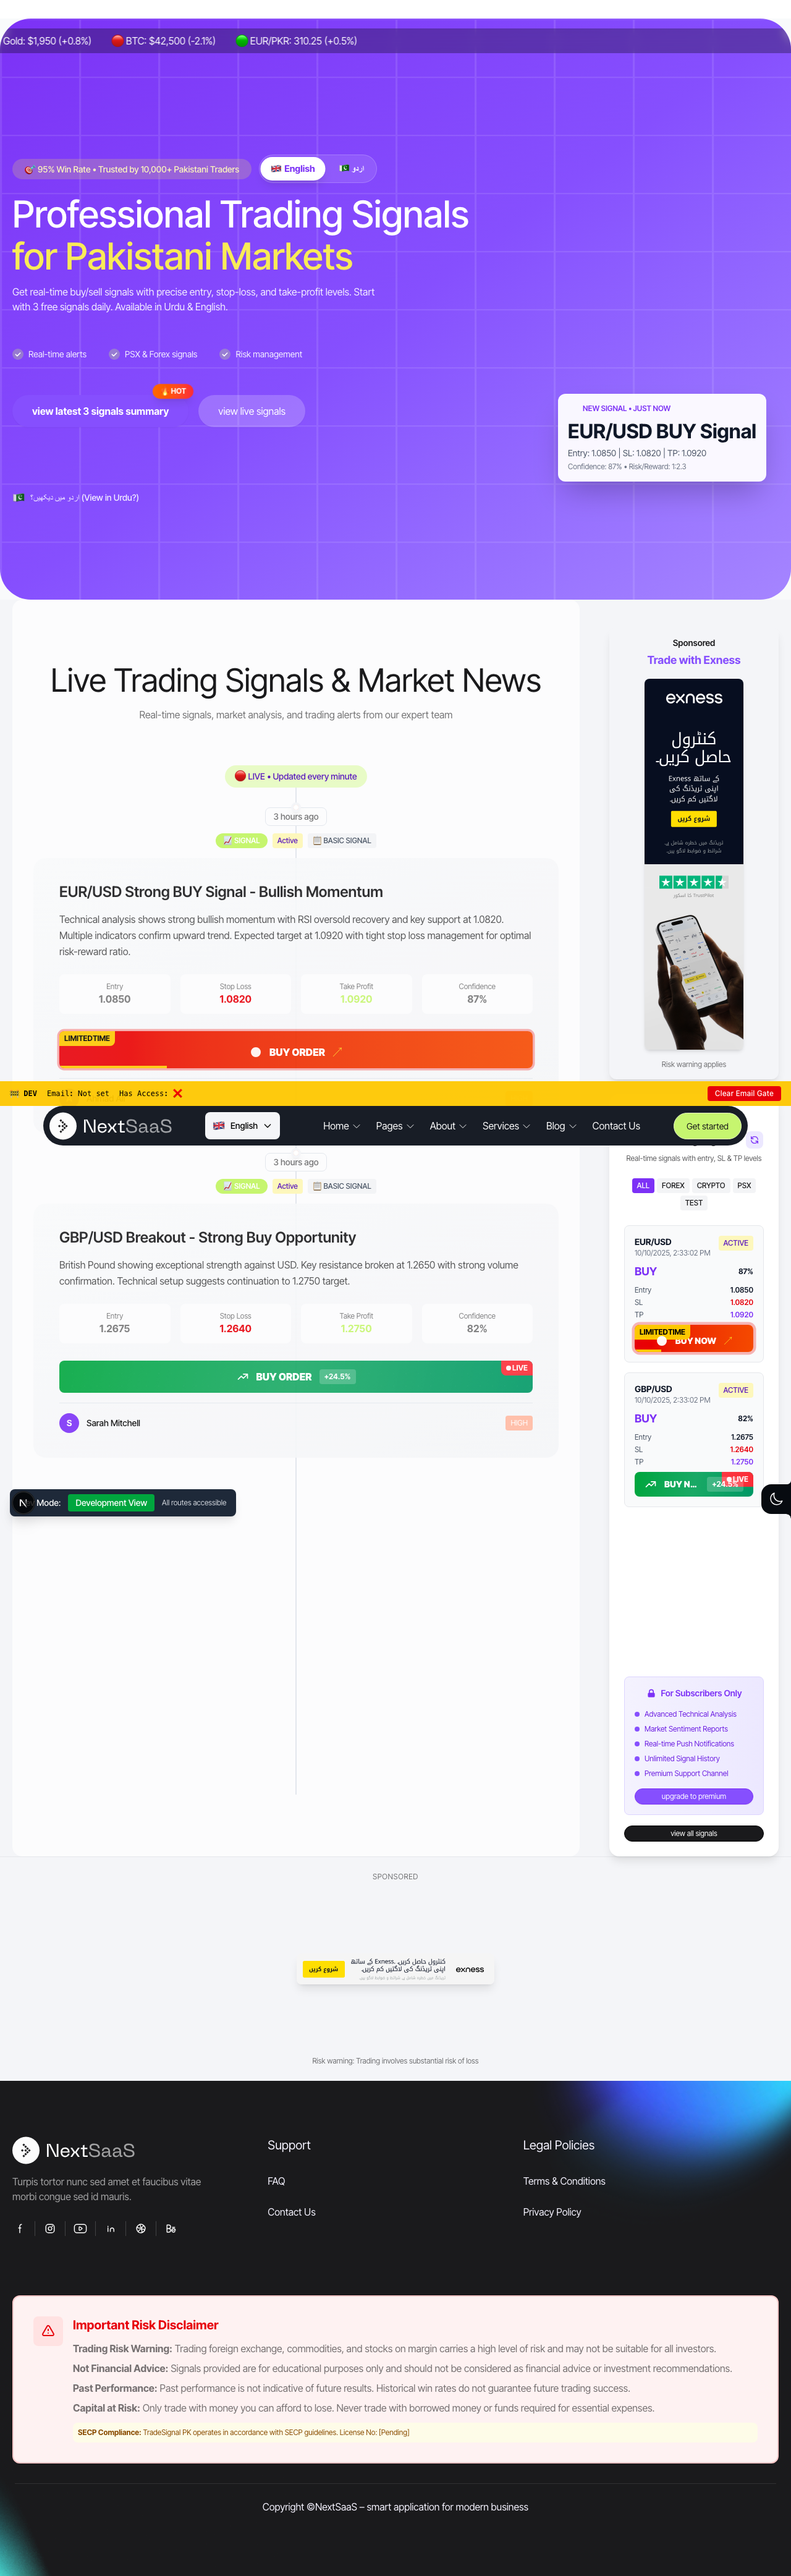 Gold: $1,950 (+0.8%) BTC: $42,500 (-2.1%) EUR/PKR: 310.25 (+0.5%)
95% Win Rate • Trusted by 10,000+ Pakistani Traders
English
اردو
Professional Trading Signals
for Pakistani Markets
Get real-time buy/sell signals with precise entry, stop-loss, and take-profit levels. Start
with 3 free signals daily. Available in Urdu & English.
Real-time alerts
PSX & Forex signals
Risk management
HOT
view latest 3 signals summary
view live signals
NEW SIGNAL • JUST NOW
EUR/USD BUY Signal
Entry: 1.0850 | SL: 1.0820 | TP: 1.0920
Confidence: 87% • Risk/Reward: 1:2.3
اردو میں دیکھیں؟ (View in Urdu?)
Live Trading Signals & Market News
Real-time signals, market analysis, and trading alerts from our expert team
LIVE • Updated every minute
3 hours ago
SIGNAL
Active
BASIC SIGNAL
EUR/USD Strong BUY Signal - Bullish Momentum
Technical analysis shows strong bullish momentum with RSI oversold recovery and key support at 1.0820.
Multiple indicators confirm upward trend. Expected target at 1.0920 with tight stop loss management for optimal
risk-reward ratio.
Entry
1.0850
Stop Loss
1.0820
Take Profit
1.0920
Confidence
87%
LIMITEDTIME
BUY ORDER
Sponsored
Trade with Exness
exness
کنٹرول
حاصل کریں۔
Exness کے ساتھ
اپنی ٹریڈنگ کی
لاگتیں کم کریں۔
شروع کریں
ٹریڈنگ میں خطرہ شامل ہے۔
شرائط و ضوابط لاگو ہیں۔
Risk warning applies
DEV Email: Not set Has Access:
Clear Email Gate
NextSaaS
English
Home
Pages
About
Services
Blog
Contact Us
Get started
3 hours ago
SIGNAL
Active
BASIC SIGNAL
GBP/USD Breakout - Strong Buy Opportunity
British Pound showing exceptional strength against USD. Key resistance broken at 1.2650 with strong volume
confirmation. Technical setup suggests continuation to 1.2750 target.
Entry
1.2675
Stop Loss
1.2640
Take Profit
1.2750
Confidence
82%
LIVE
BUY ORDER
+24.5%
S
Sarah Mitchell
HIGH
N
Mode:
Development View
All routes accessible
Real-time signals with entry, SL & TP levels
ALL
FOREX
CRYPTO
PSX
TEST
EUR/USD
10/10/2025, 2:33:02 PM
ACTIVE
BUY
87%
Entry 1.0850
SL 1.0820
TP 1.0920
LIMITEDTIME
BUY NOW
GBP/USD
10/10/2025, 2:33:02 PM
ACTIVE
BUY
82%
Entry 1.2675
SL 1.2640
TP 1.2750
LIVE
BUY N...
+24.5%
For Subscribers Only
Advanced Technical Analysis
Market Sentiment Reports
Real-time Push Notifications
Unlimited Signal History
Premium Support Channel
upgrade to premium
view all signals
SPONSORED
شروع کریں
کنٹرول حاصل کریں۔ Exness کے ساتھ
اپنی ٹریڈنگ کی لاگتیں کم کریں۔
exness
Risk warning: Trading involves substantial risk of loss
NextSaaS
Turpis tortor nunc sed amet et faucibus vitae
morbi congue sed id mauris.
Support
FAQ
Contact Us
Legal Policies
Terms & Conditions
Privacy Policy
Important Risk Disclaimer
Trading Risk Warning: Trading foreign exchange, commodities, and stocks on margin carries a high level of risk and may not be suitable for all investors.
Not Financial Advice: Signals provided are for educational purposes only and should not be considered as financial advice or investment recommendations.
Past Performance: Past performance is not indicative of future results. Historical win rates do not guarantee future trading success.
Capital at Risk: Only trade with money you can afford to lose. Never trade with borrowed money or funds required for essential expenses.
SECP Compliance: TradeSignal PK operates in accordance with SECP guidelines. License No: [Pending]
Copyright ©NextSaaS – smart application for modern business